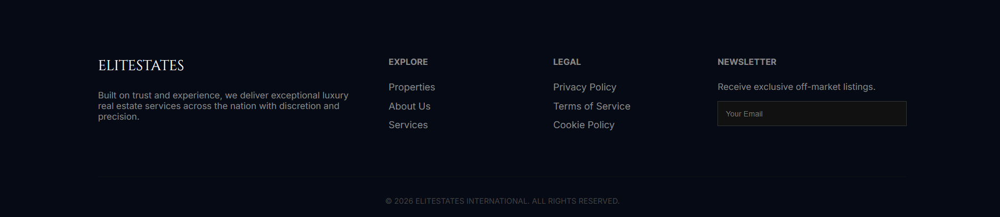 ELITESTATES
Built on trust and experience, we deliver exceptional luxury
real estate services across the nation with discretion and
precision.
EXPLORE
Properties
About Us
Services
LEGAL
Privacy Policy
Terms of Service
Cookie Policy
NEWSLETTER
Receive exclusive off-market listings.
Your Email
© 2026 ELITESTATES INTERNATIONAL. ALL RIGHTS RESERVED.